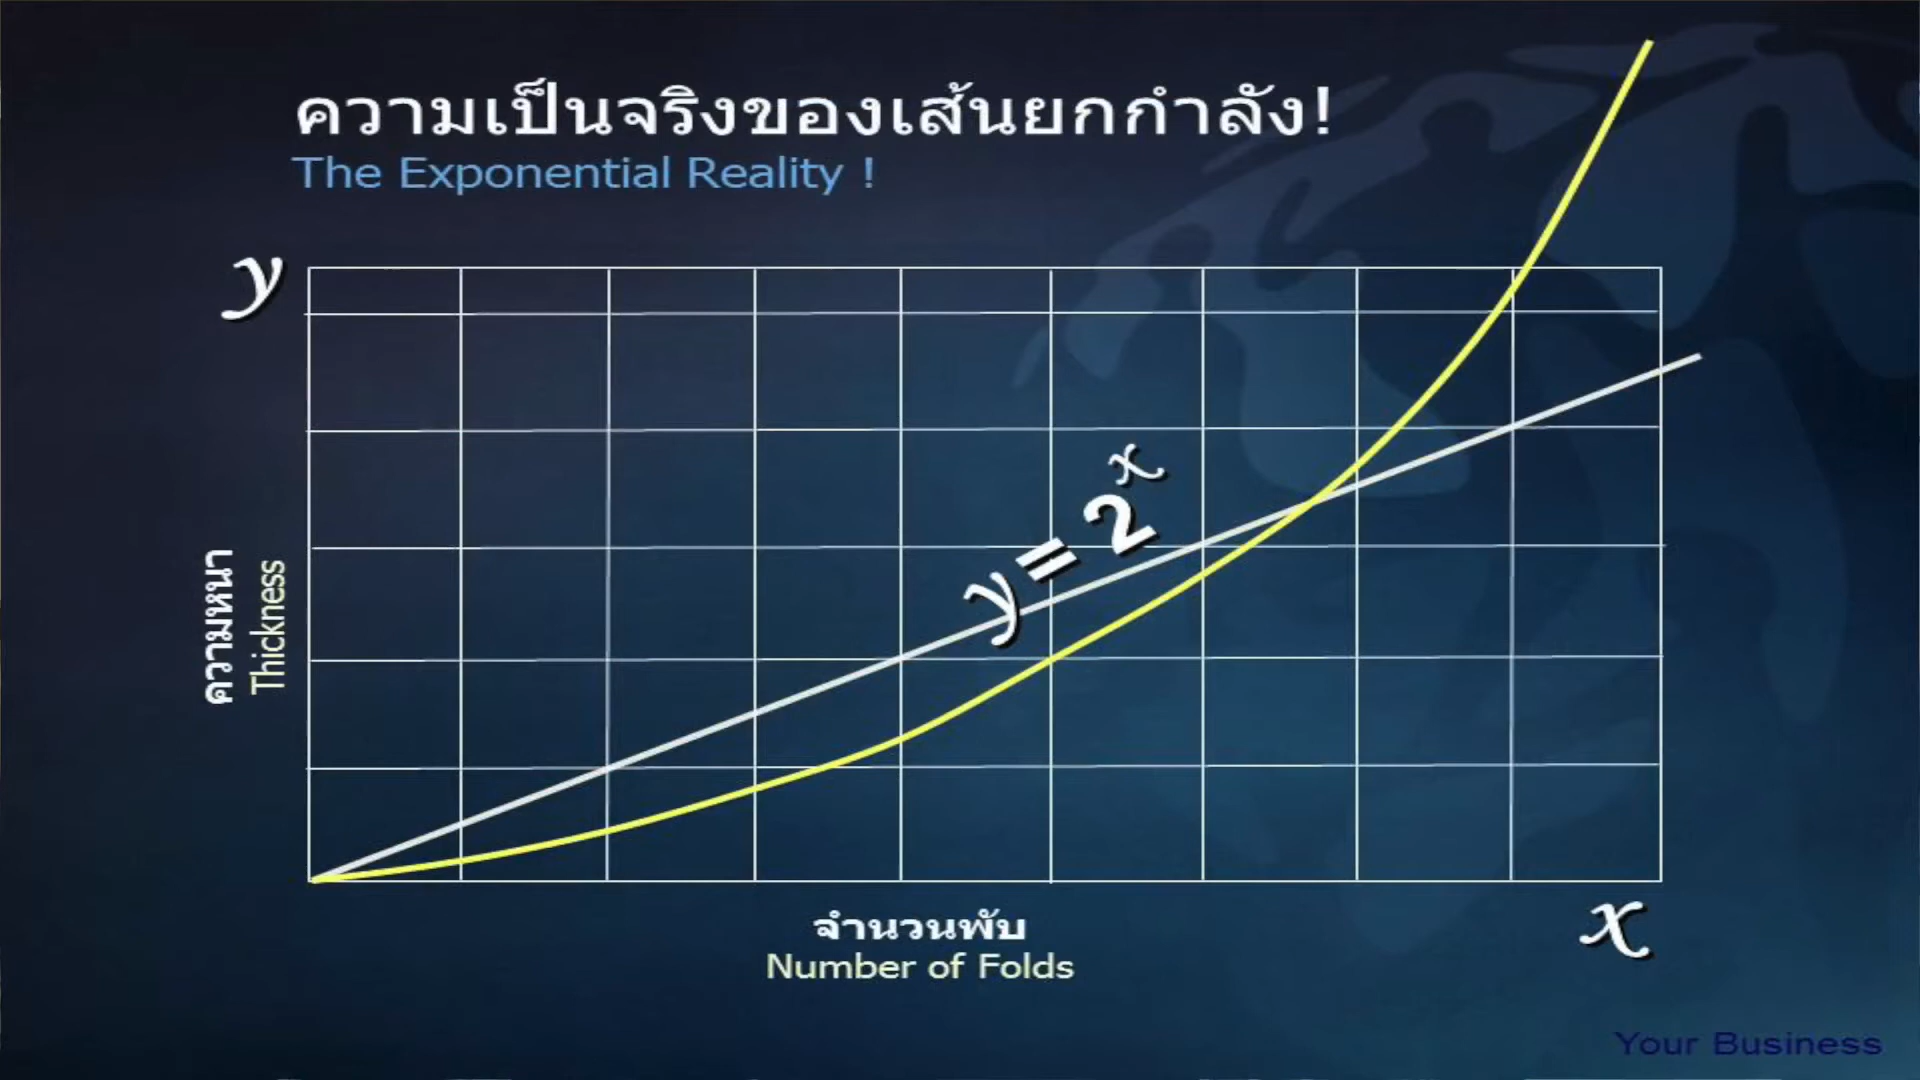 ความเป็นจริงของเส้นยกกำลัง!
The Exponential Reality !
y
y = 2^x
ความหนา
Thickness
x
จำนวนพับ
Number of Folds
Your Business